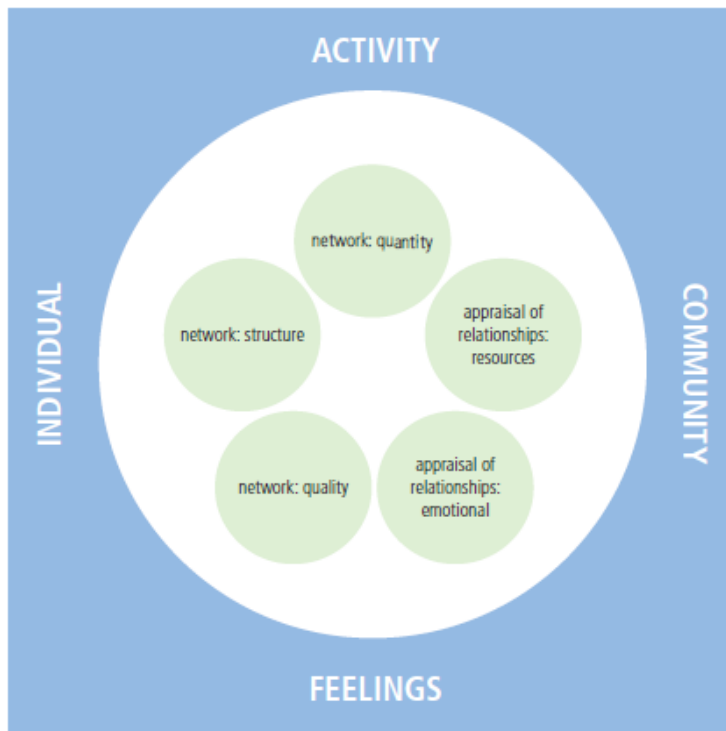 ACTIVITY
network: quantity
INDIVIDUAL
network: structure
appraisal of
relationships:
resources
COMMUNITY
network: quality
appraisal of
relationships:
emotional
FEELINGS